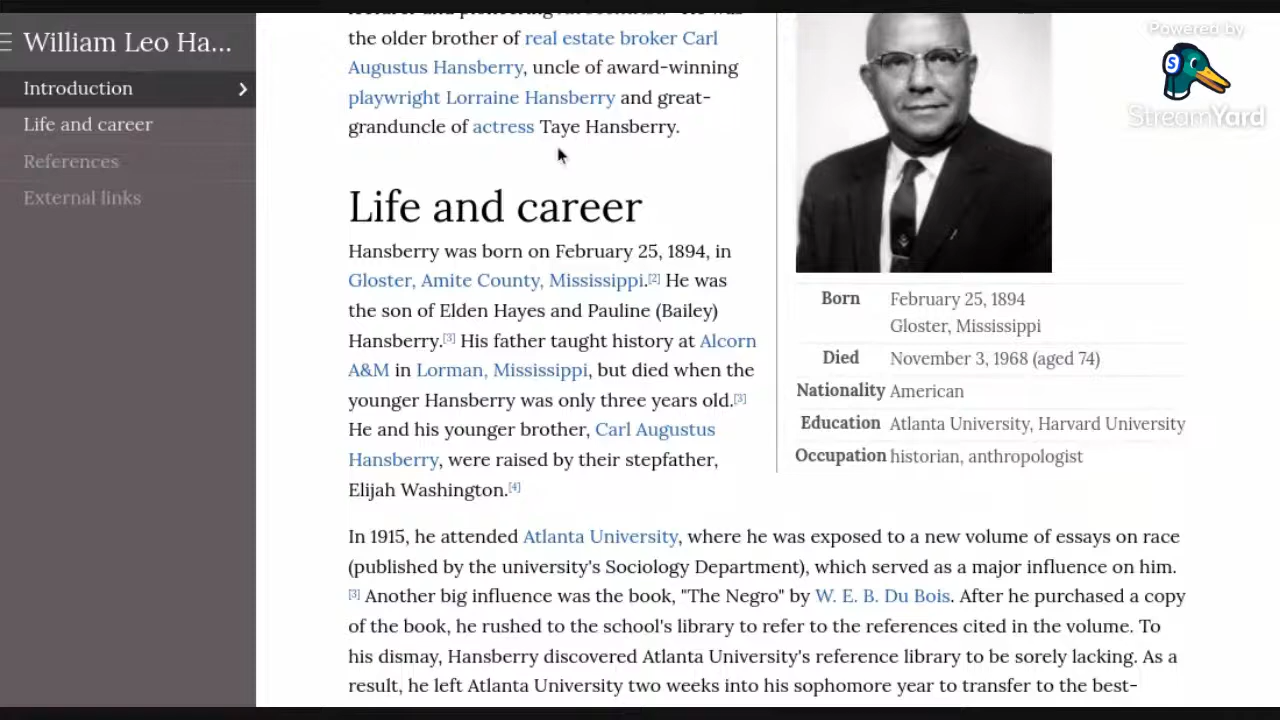 William Leo Ha...
Introduction
Life and career
References
External links
the older brother of real estate broker Carl
Augustus Hansberry, uncle of award-winning
playwright Lorraine Hansberry and great-
granduncle of actress Taye Hansberry.
Life and career
Hansberry was born on February 25, 1894, in
Gloster, Amite County, Mississippi.[2] He was
the son of Elden Hayes and Pauline (Bailey)
Hansberry.[3] His father taught history at Alcorn
A&M in Lorman, Mississippi, but died when the
younger Hansberry was only three years old.[3]
He and his younger brother, Carl Augustus
Hansberry, were raised by their stepfather,
Elijah Washington.[4]
Born February 25, 1894
Gloster, Mississippi
Died November 3, 1968 (aged 74)
Nationality American
Education Atlanta University, Harvard University
Occupation historian, anthropologist
In 1915, he attended Atlanta University, where he was exposed to a new volume of essays on race
(published by the university's Sociology Department), which served as a major influence on him.
[3] Another big influence was the book, "The Negro" by W. E. B. Du Bois. After he purchased a copy
of the book, he rushed to the school's library to refer to the references cited in the volume. To
his dismay, Hansberry discovered Atlanta University's reference library to be sorely lacking. As a
result, he left Atlanta University two weeks into his sophomore year to transfer to the best-
Powered by
S
StreamYard